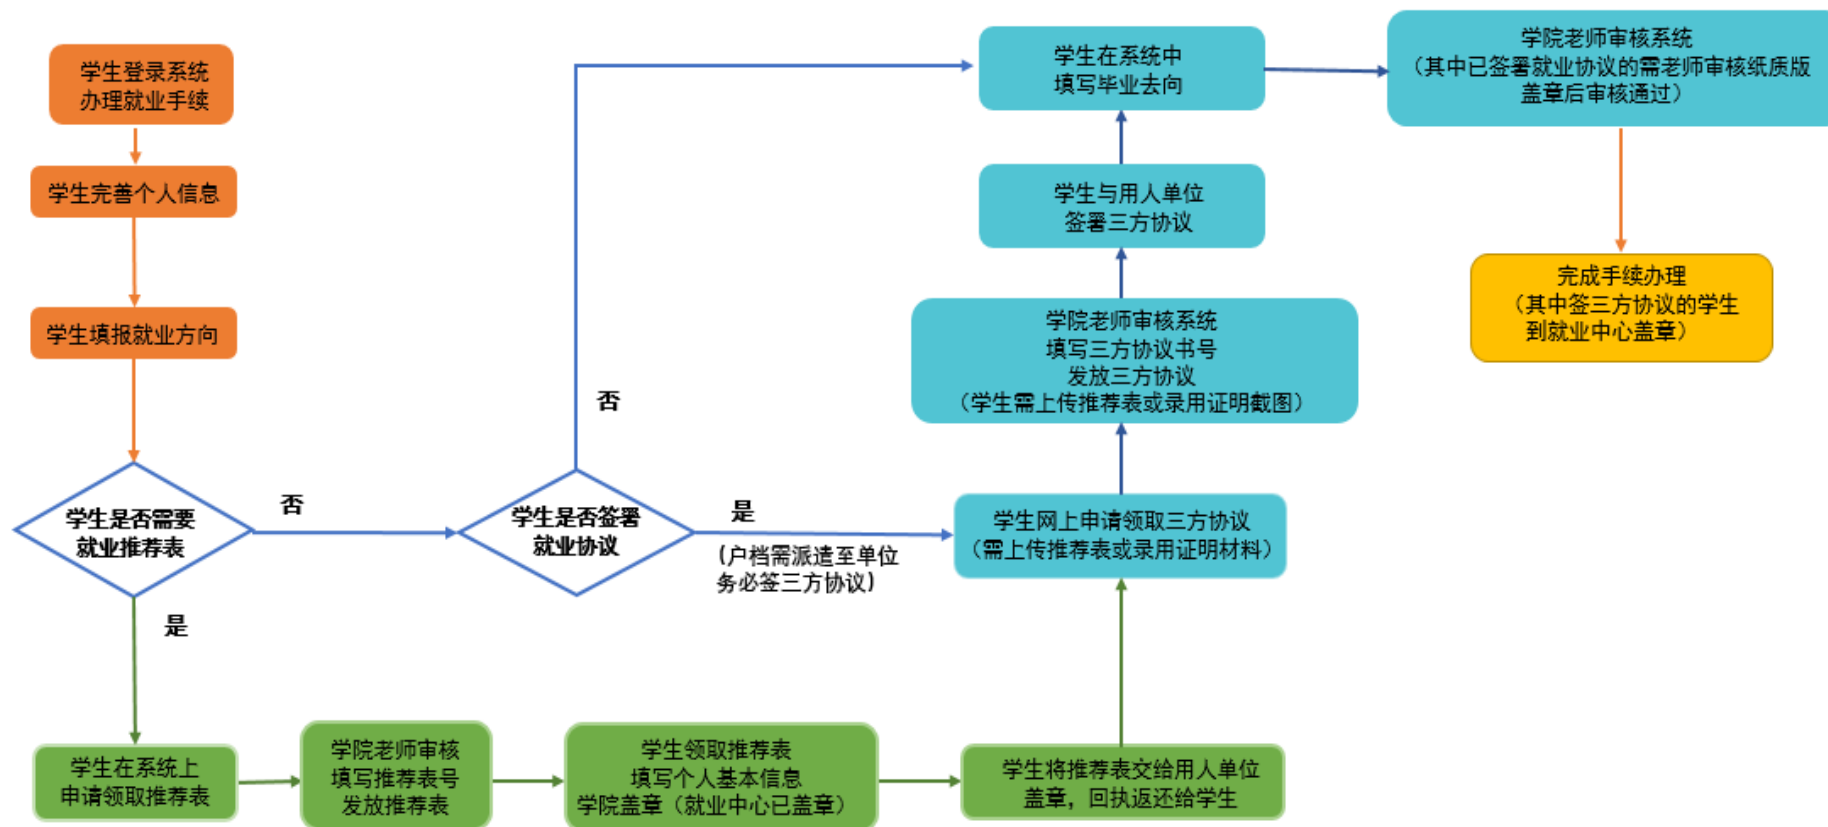 学生登录系统
办理就业手续
学生完善个人信息
学生填报就业方向
学生是否需要
就业推荐表
否
是
学生是否签署
就业协议
否
是
(户档需派遣至单位
务必签三方协议)
学生在系统上
申请领取推荐表
学院老师审核
填写推荐表号
发放推荐表
学生领取推荐表
填写个人基本信息
学院盖章（就业中心已盖章）
学生将推荐表交给用人单位
盖章，回执返还给学生
学生网上申请领取三方协议
（需上传推荐表或录用证明材料）
学院老师审核系统
填写三方协议书号
发放三方协议
（学生需上传推荐表或录用证明截图）
学生与用人单位
签署三方协议
学生在系统中
填写毕业去向
学院老师审核系统
（其中已签署就业协议的需老师审核纸质版
盖章后审核通过）
完成手续办理
（其中签三方协议的学生
到就业中心盖章）